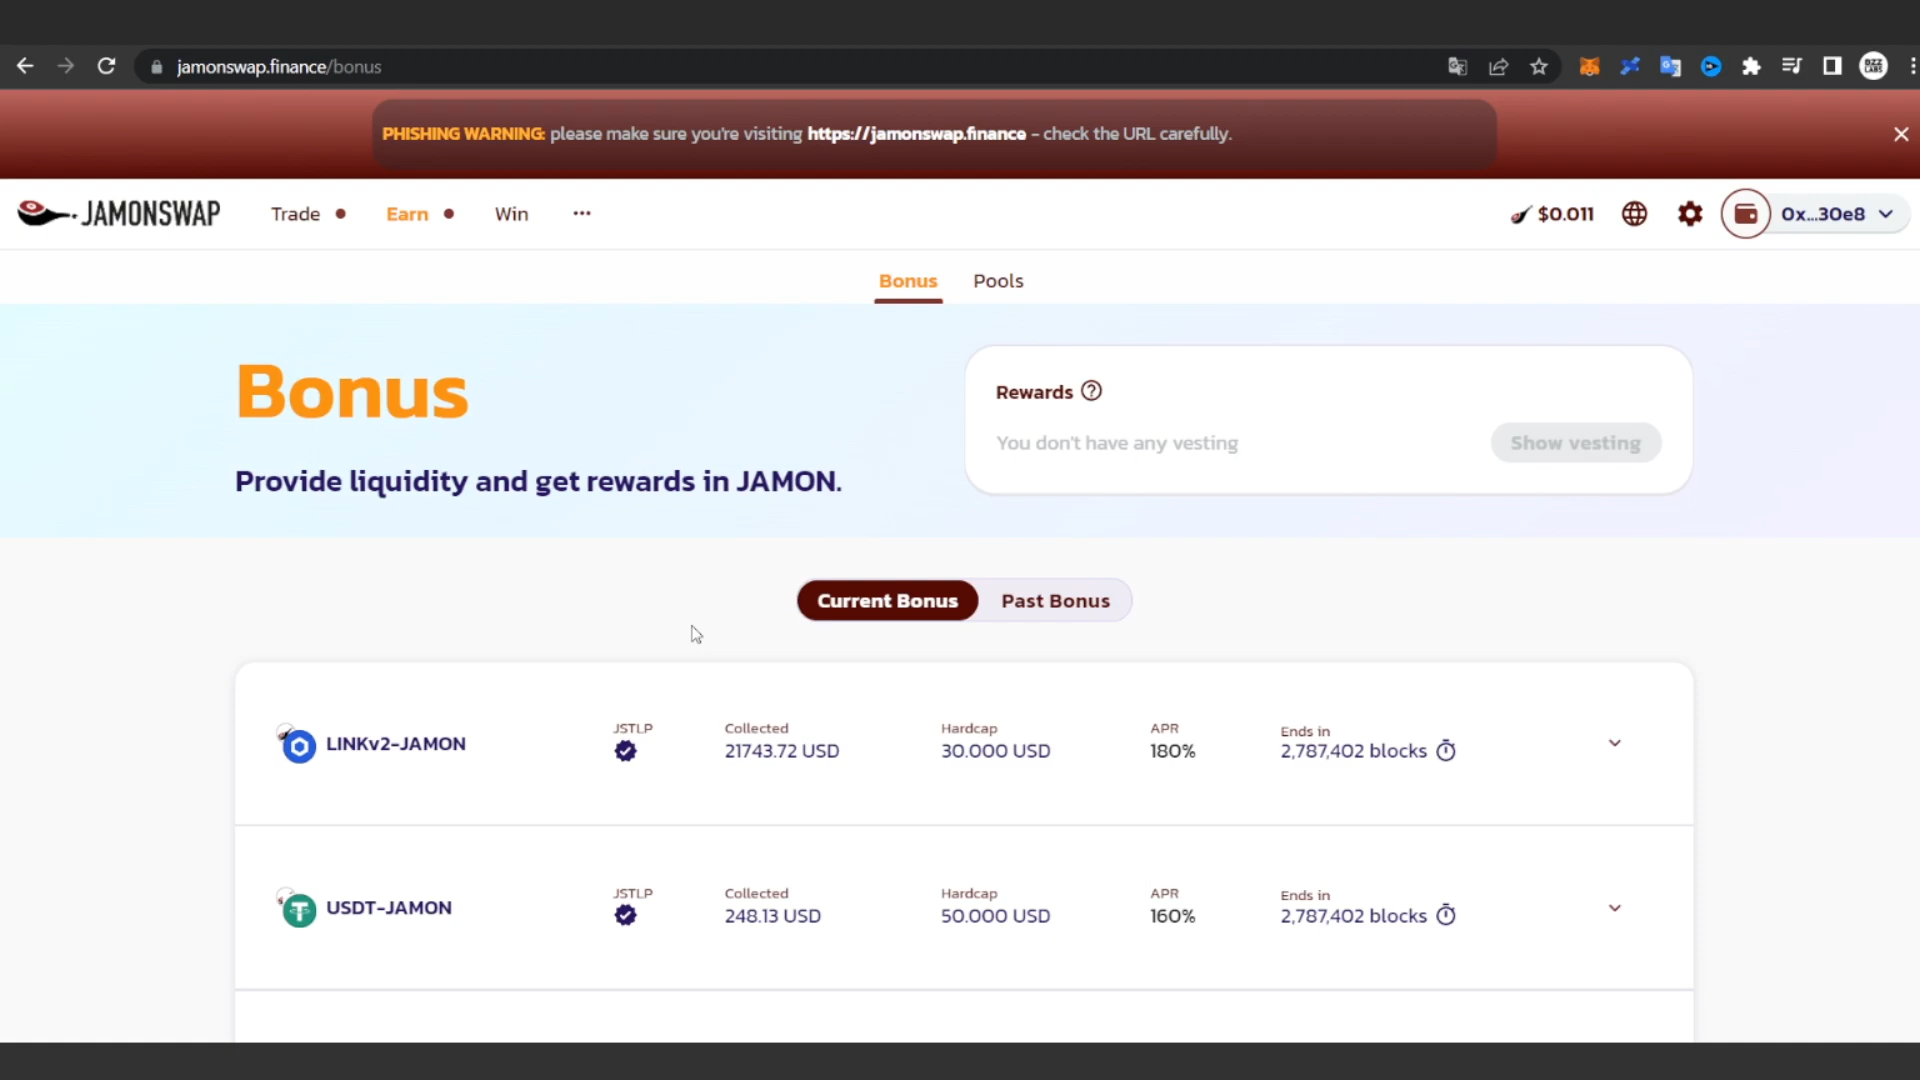 jamonswap.finance/bonus
BZZ LABS
PHISHING WARNING: please make sure you're visiting https://jamonswap.finance - check the URL carefully.
JAMONSWAP
Trade
Earn
Win
$0.011
0x...30e8
Bonus
Pools
Bonus
Provide liquidity and get rewards in JAMON.
Rewards
You don't have any vesting
Show vesting
Current Bonus
Past Bonus
LINKv2-JAMON
JSTLP
Collected
21743.72 USD
Hardcap
30.000 USD
APR
180%
Ends in
2,787,402 blocks
USDT-JAMON
JSTLP
Collected
248.13 USD
Hardcap
50.000 USD
APR
160%
Ends in
2,787,402 blocks